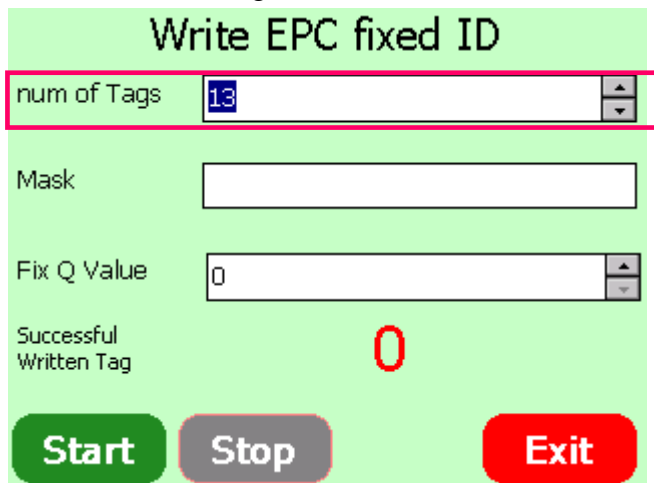 Write EPC fixed ID
num of Tags 13
Mask
Fix Q Value 0
Successful
Written Tag 0
Start Stop Exit